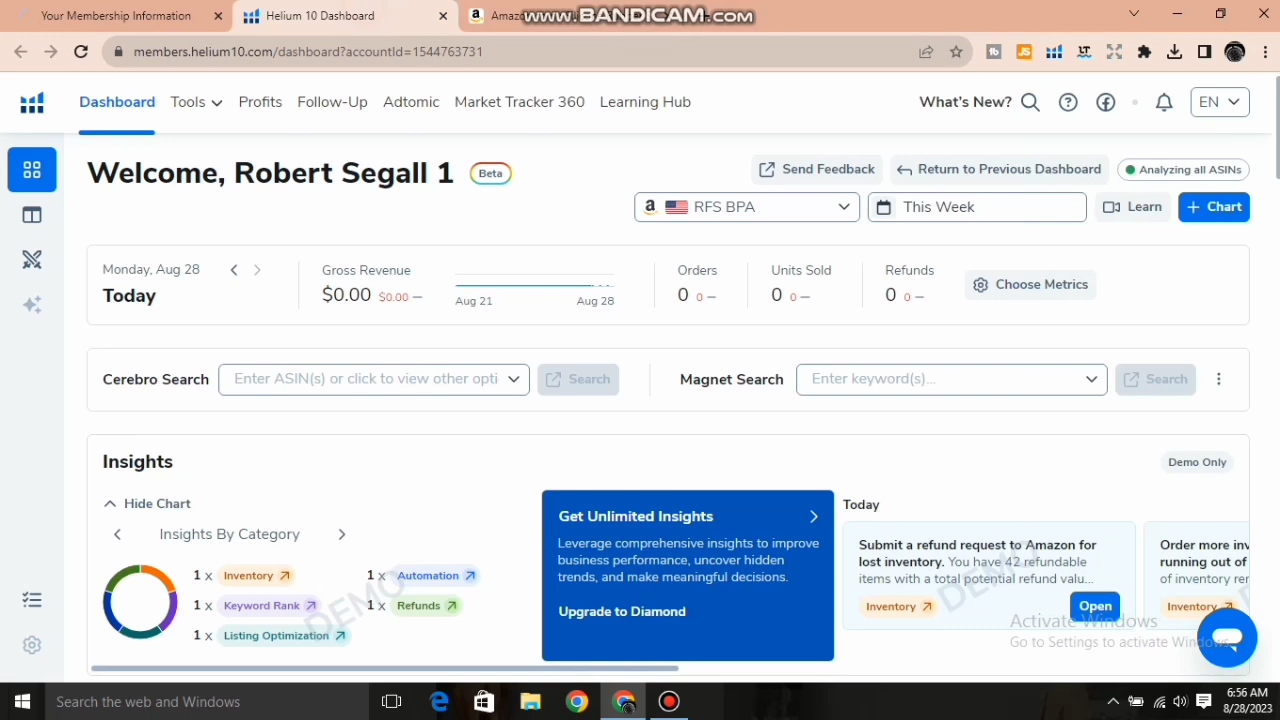 Your Membership Information
Helium 10 Dashboard
Amaz
www.BANDICAM.com
members.helium10.com/dashboard?accountId=1544763731
Dashboard Tools Profits Follow-Up Adtomic Market Tracker 360 Learning Hub What's New? EN
Welcome, Robert Segall 1 Beta
Send Feedback Return to Previous Dashboard Analyzing all ASINs
a RFS BPA This Week Learn + Chart
Monday, Aug 28
Today
Gross Revenue
$0.00 $0.00 —
Aug 21 Aug 28
Orders
0 0 —
Units Sold
0 0 —
Refunds
0 0 —
Choose Metrics
Cerebro Search Enter ASIN(s) or click to view other opti Search
Magnet Search Enter keyword(s)... Search
Insights Demo Only
Hide Chart
Insights By Category
1 x Inventory 1 x Automation
1 x Keyword Rank 1 x Refunds
1 x Listing Optimization
DEMO
Get Unlimited Insights
Leverage comprehensive insights to improve
business performance, uncover hidden
trends, and make meaningful decisions.
Upgrade to Diamond
Today
Submit a refund request to Amazon for
lost inventory. You have 42 refundable
items with a total potential refund valu...
Inventory Open
DEMO
Order more inv
running out of
of inventory rer
Inventory
Activate Windows
Go to Settings to activate Windows.
Search the web and Windows
6:56 AM
8/28/2023